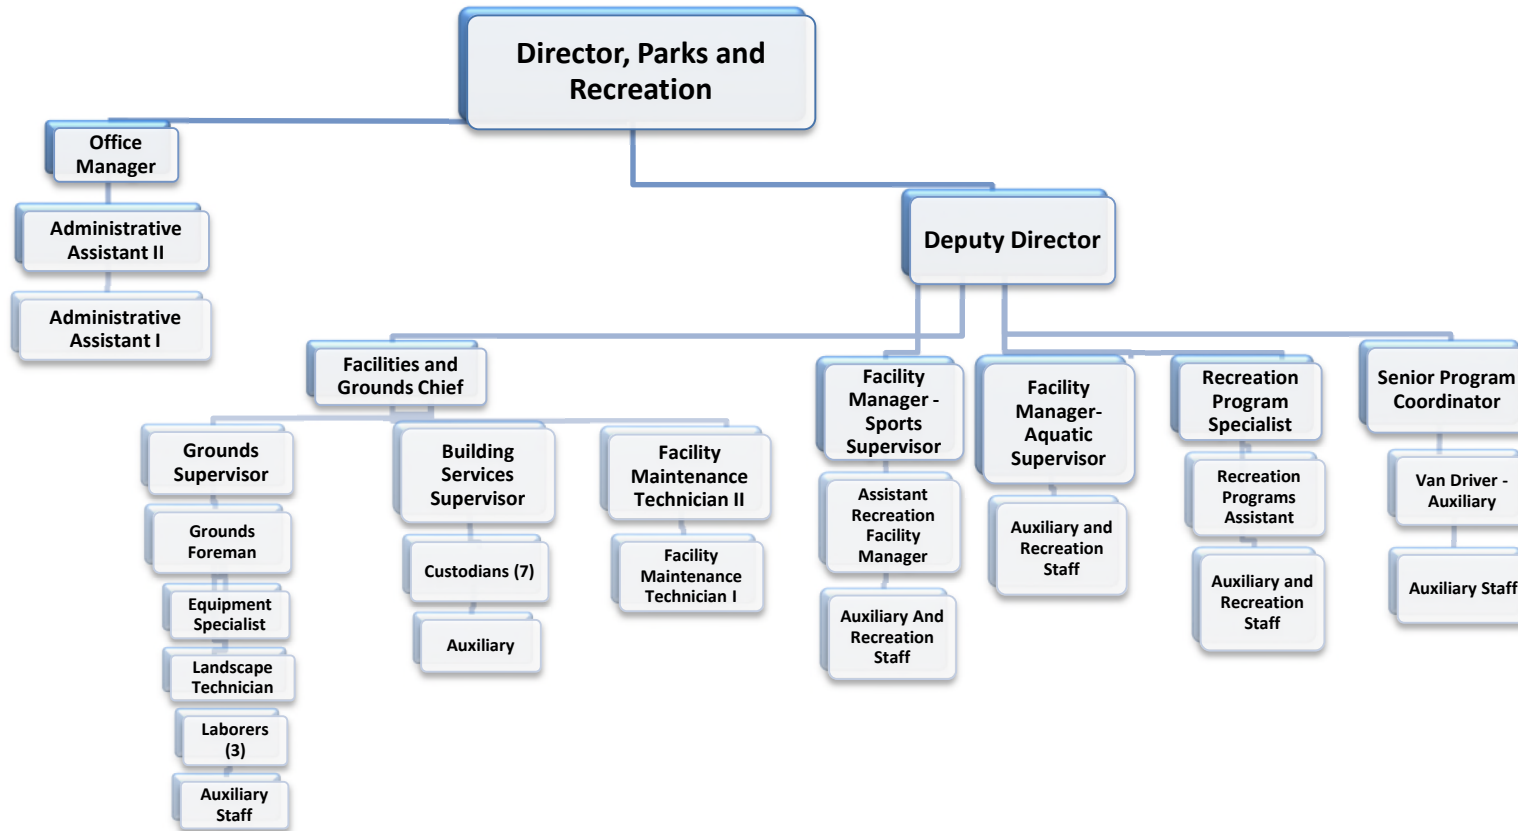 Director, Parks and
Recreation
Office
Manager
Administrative
Assistant II
Administrative
Assistant I
Deputy Director
Facilities and
Grounds Chief
Grounds
Supervisor
Grounds
Foreman
Equipment
Specialist
Landscape
Technician
Laborers
(3)
Auxiliary
Staff
Building
Services
Supervisor
Custodians (7)
Auxiliary
Facility
Maintenance
Technician II
Facility
Maintenance
Technician I
Facility
Manager -
Sports
Supervisor
Assistant
Recreation
Facility
Manager
Auxiliary And
Recreation
Staff
Facility
Manager-
Aquatic
Supervisor
Auxiliary and
Recreation
Staff
Recreation
Program
Specialist
Recreation
Programs
Assistant
Auxiliary and
Recreation
Staff
Senior Program
Coordinator
Van Driver -
Auxiliary
Auxiliary Staff